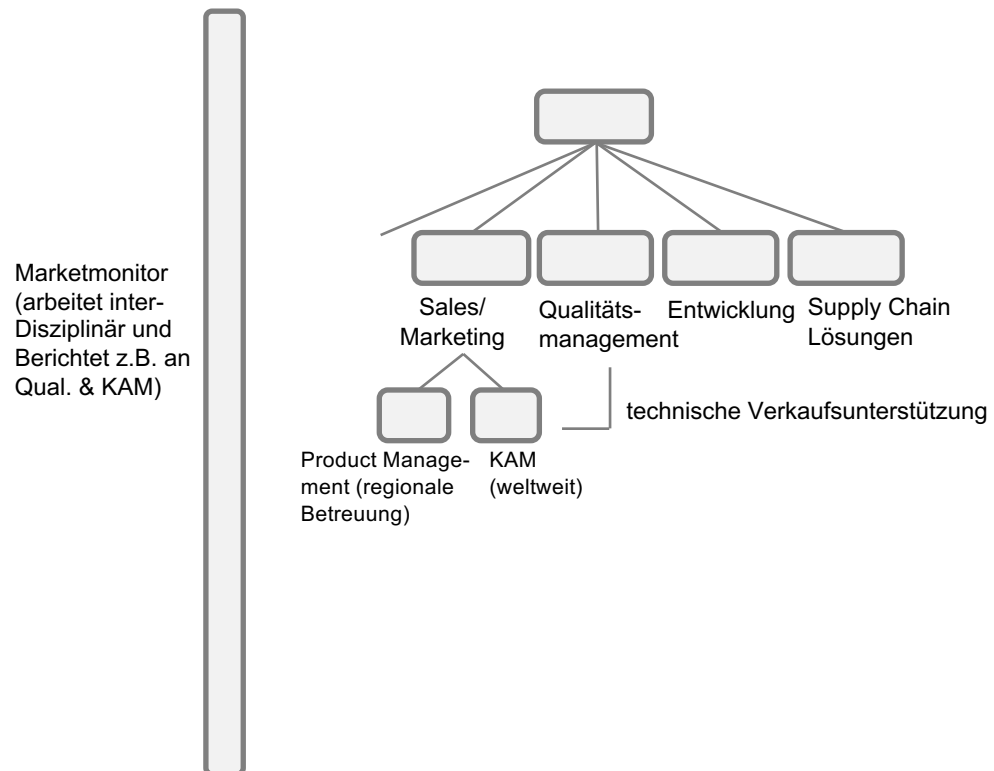 Marketmonitor
(arbeitet inter-
Disziplinär und
Berichtet z.B. an
Qual. & KAM)
Sales/
Marketing
Qualitäts-
management
Entwicklung
Supply Chain
Lösungen
technische Verkaufsunterstützung
Product Manage-
ment (regionale
Betreuung)
KAM
(weltweit)